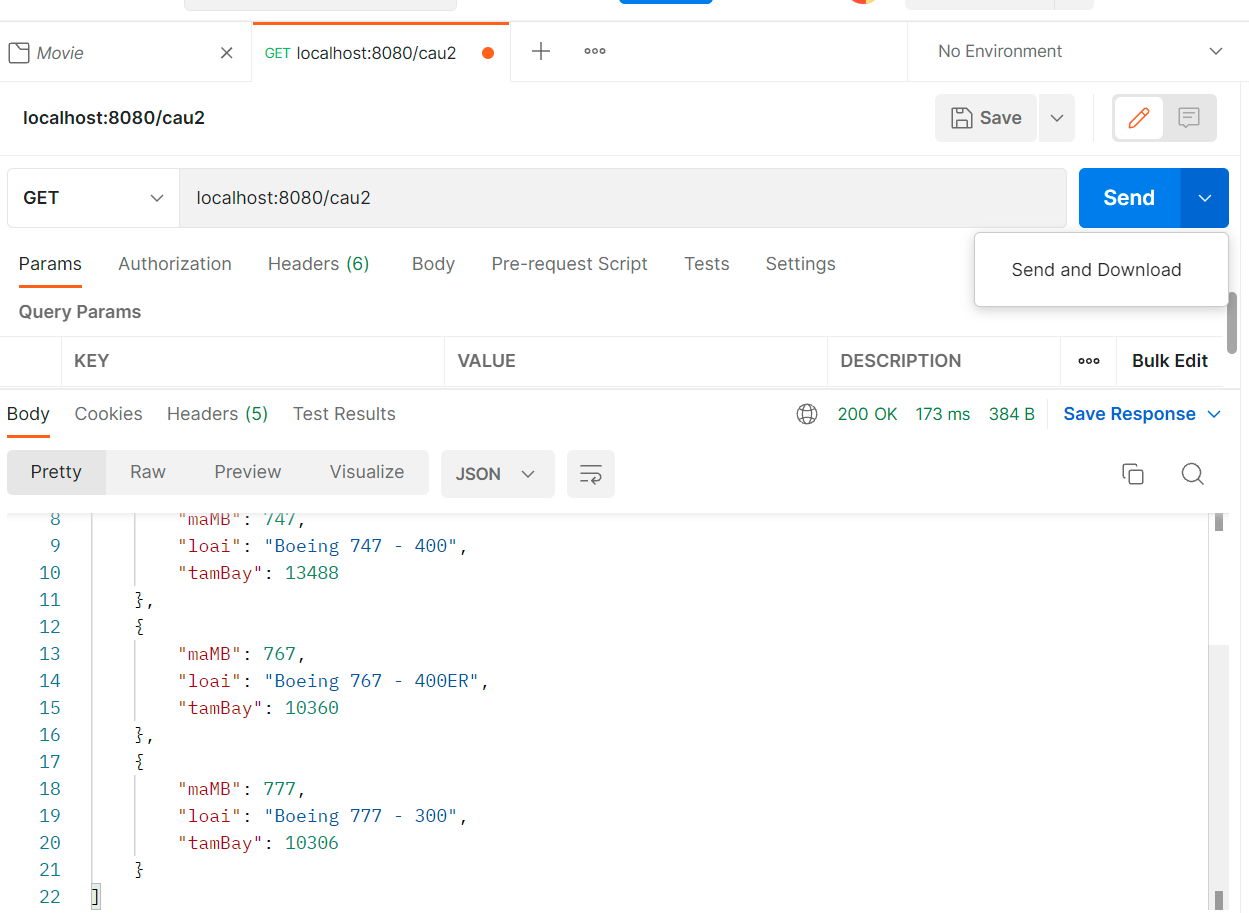 Movie
GET localhost:8080/cau2
No Environment
localhost:8080/cau2
Save
GET
localhost:8080/cau2
Send
Send and Download
Params Authorization Headers (6) Body Pre-request Script Tests Settings
Query Params
KEY VALUE DESCRIPTION Bulk Edit
Body Cookies Headers (5) Test Results 200 OK 173 ms 384 B Save Response
Pretty Raw Preview Visualize JSON
8 "maMB": 747,
9 "loai": "Boeing 747 - 400",
10 "tamBay": 13488
11 },
12 {
13 "maMB": 767,
14 "loai": "Boeing 767 - 400ER",
15 "tamBay": 10360
16 },
17 {
18 "maMB": 777,
19 "loai": "Boeing 777 - 300",
20 "tamBay": 10306
21 }
22 ]